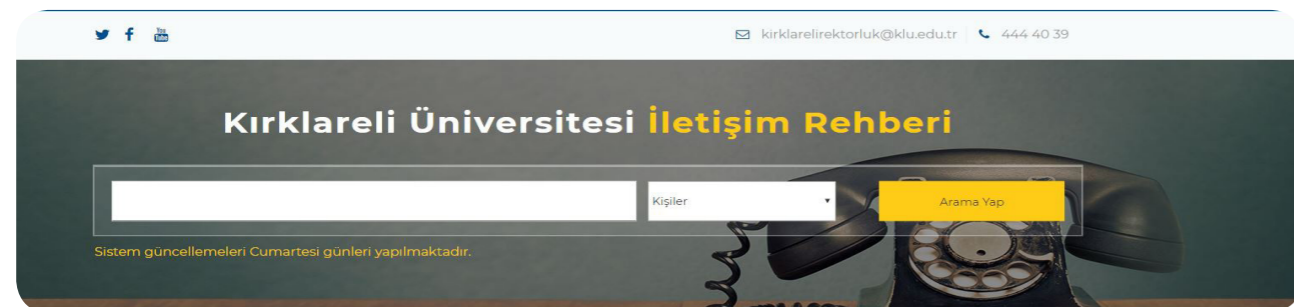 kirklarelirektorluk@klu.edu.tr 444 40 39
Kırklareli Üniversitesi İletişim Rehberi
Kişiler Arama Yap
Sistem güncellemeleri Cumartesi günleri yapılmaktadır.